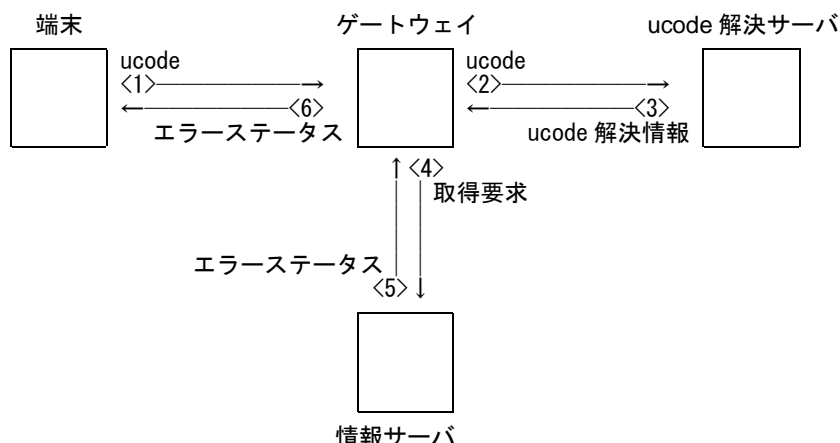 端末
ゲートウェイ
ucode 解決サーバ
ucode
<1>
<6>
エラーステータス
ucode
<2>
<3>
ucode 解決情報
<4>
取得要求
エラーステータス
<5>
情報サーバ